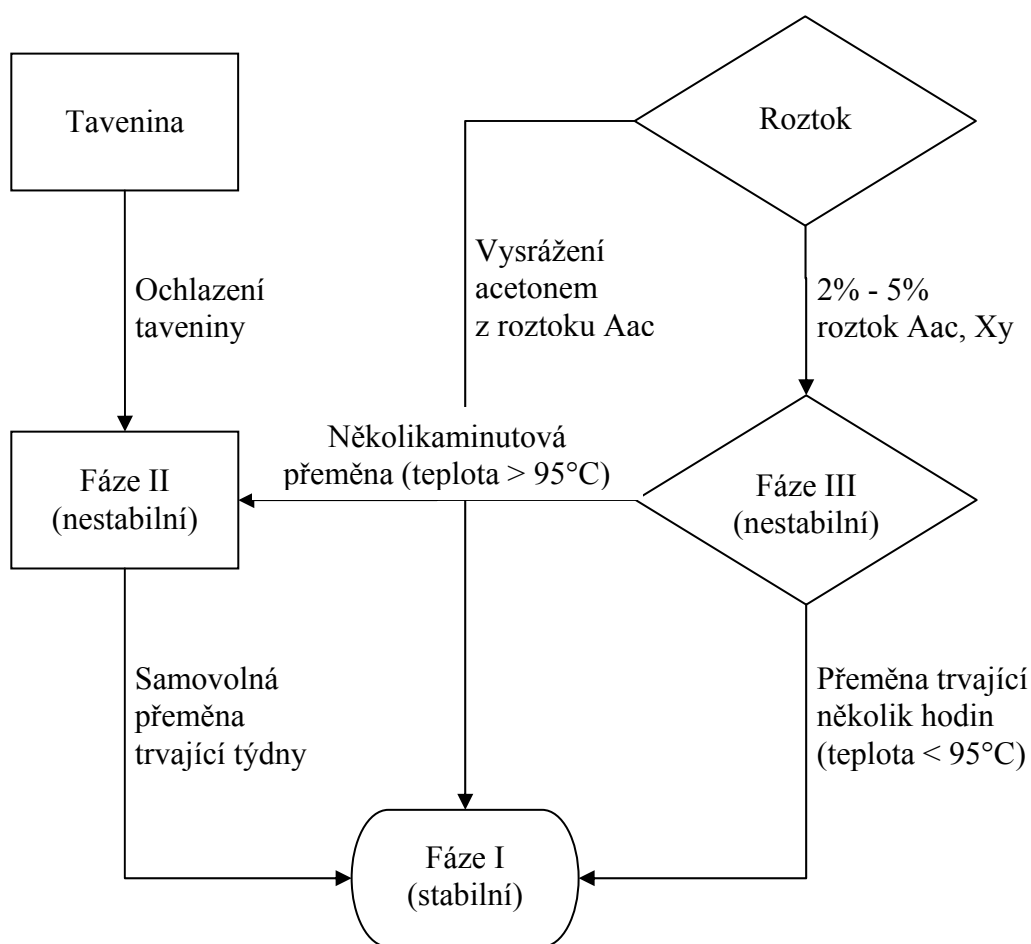 Tavenina
Roztok
Ochlazení
taveniny
Vysrážení
acetonem
z roztoku Aac
2% - 5%
roztok Aac, Xy
Několikaminutová
přeměna (teplota > 95°C)
Fáze II
(nestabilní)
Fáze III
(nestabilní)
Samovolná
přeměna
trvající týdny
Přeměna trvající
několik hodin
(teplota < 95°C)
Fáze I
(stabilní)